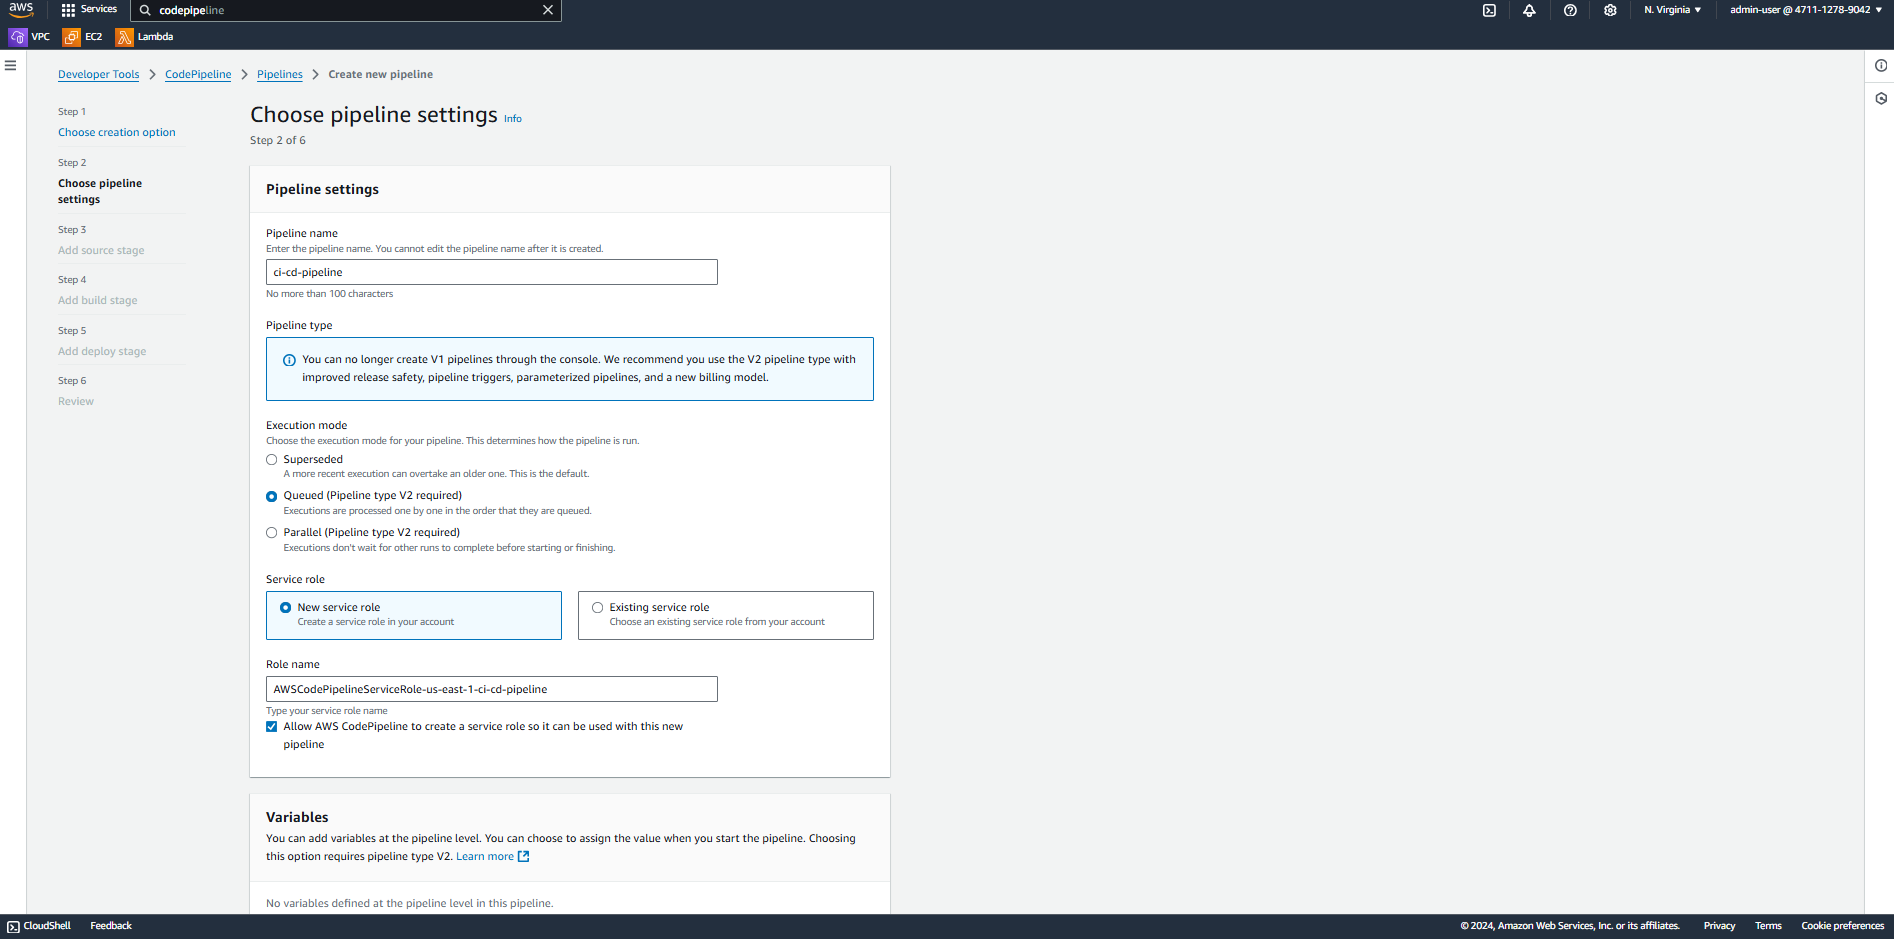 aws
Services
codepipeline
N. Virginia
admin-user @ 4711-1278-9042
VPC
EC2
Lambda
Developer Tools
CodePipeline
Pipelines
Create new pipeline
Step 1
Choose creation option
Step 2
Choose pipeline
settings
Step 3
Add source stage
Step 4
Add build stage
Step 5
Add deploy stage
Step 6
Review
Choose pipeline settings Info
Step 2 of 6
Pipeline settings
Pipeline name
Enter the pipeline name. You cannot edit the pipeline name after it is created.
ci-cd-pipeline
No more than 100 characters
Pipeline type
You can no longer create V1 pipelines through the console. We recommend you use the V2 pipeline type with
improved release safety, pipeline triggers, parameterized pipelines, and a new billing model.
Execution mode
Choose the execution mode for your pipeline. This determines how the pipeline is run.
Superseded
A more recent execution can overtake an older one. This is the default.
Queued (Pipeline type V2 required)
Executions are processed one by one in the order that they are queued.
Parallel (Pipeline type V2 required)
Executions don't wait for other runs to complete before starting or finishing.
Service role
New service role
Create a service role in your account
Existing service role
Choose an existing service role from your account
Role name
AWSCodePipelineServiceRole-us-east-1-ci-cd-pipeline
Type your service role name
Allow AWS CodePipeline to create a service role so it can be used with this new
pipeline
Variables
You can add variables at the pipeline level. You can choose to assign the value when you start the pipeline. Choosing
this option requires pipeline type V2. Learn more
No variables defined at the pipeline level in this pipeline.
CloudShell
Feedback
© 2024, Amazon Web Services, Inc. or its affiliates.
Privacy
Terms
Cookie preferences